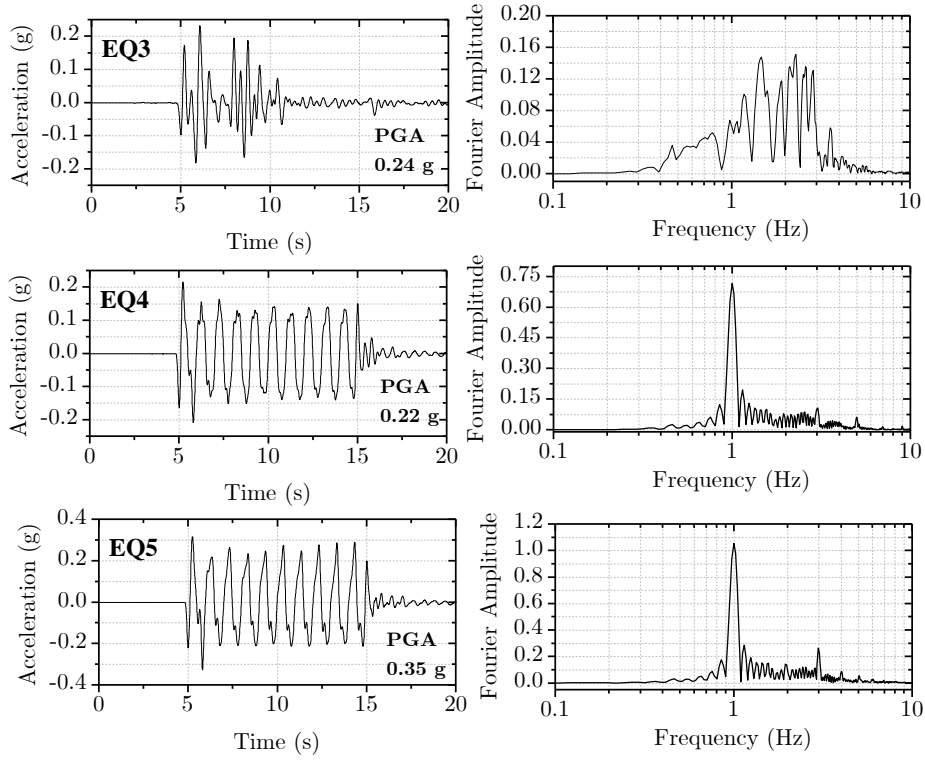 Acceleration (g)
0.2
0.1
0.0
-0.1
-0.2
EQ3
PGA
0.24 g
0 5 10 15 20
Time (s)
Fourier Amplitude
0.20
0.16
0.12
0.08
0.04
0.00
0.1 1 10
Frequency (Hz)
Acceleration (g)
0.2
0.1
0.0
-0.1
-0.2
EQ4
PGA
0.22 g
0 5 10 15 20
Time (s)
Fourier Amplitude
0.75
0.60
0.45
0.30
0.15
0.00
0.1 1 10
Frequency (Hz)
Acceleration (g)
0.4
0.2
0.0
-0.2
-0.4
EQ5
PGA
0.35 g
0 5 10 15 20
Time (s)
Fourier Amplitude
1.2
1.0
0.8
0.6
0.4
0.2
0.0
0.1 1 10
Frequency (Hz)